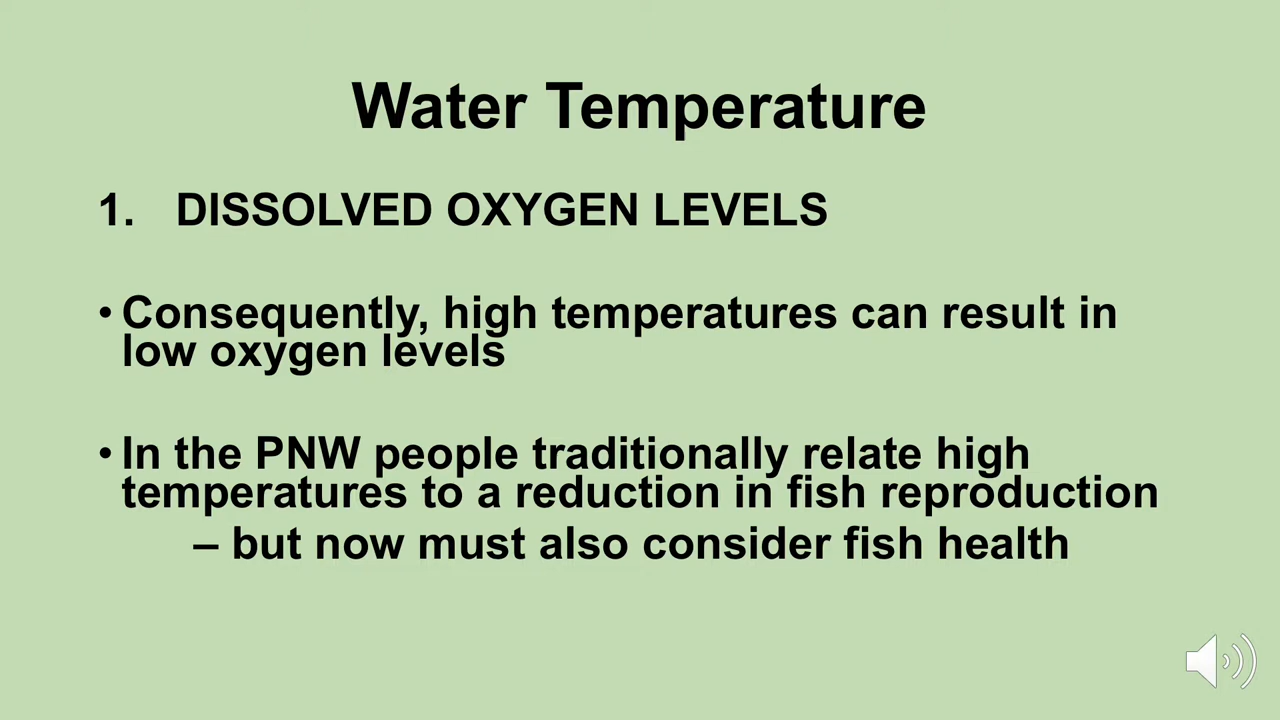 Water Temperature
1. DISSOLVED OXYGEN LEVELS
• Consequently, high temperatures can result in
low oxygen levels
• In the PNW people traditionally relate high
temperatures to a reduction in fish reproduction
– but now must also consider fish health